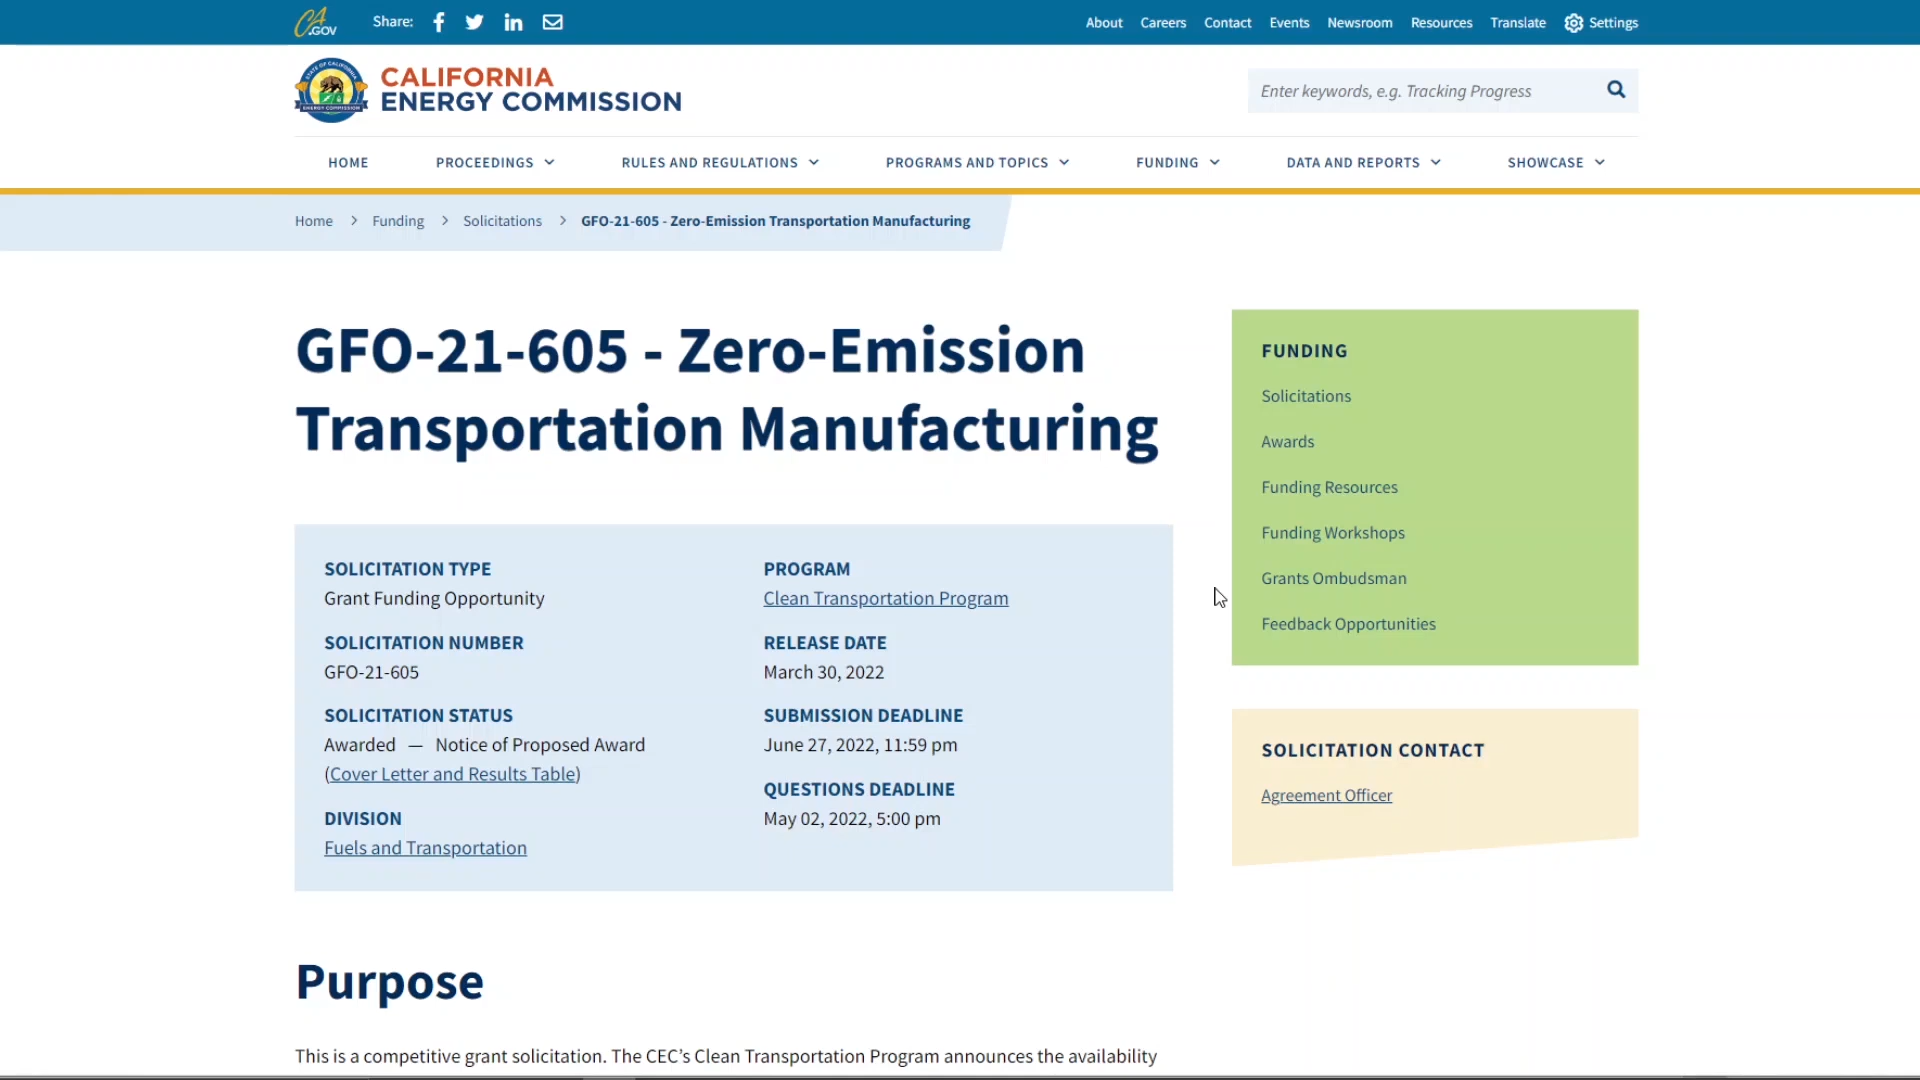 CA.GOV
Share:
About
Careers
Contact
Events
Newsroom
Resources
Translate
Settings
STATE OF CALIFORNIA
ENERGY COMMISSION
CALIFORNIA
ENERGY COMMISSION
Enter keywords, e.g. Tracking Progress
HOME
PROCEEDINGS
RULES AND REGULATIONS
PROGRAMS AND TOPICS
FUNDING
DATA AND REPORTS
SHOWCASE
Home > Funding > Solicitations > GFO-21-605 - Zero-Emission Transportation Manufacturing
GFO-21-605 - Zero-Emission
Transportation Manufacturing
SOLICITATION TYPE
Grant Funding Opportunity
SOLICITATION NUMBER
GFO-21-605
SOLICITATION STATUS
Awarded — Notice of Proposed Award
(Cover Letter and Results Table)
DIVISION
Fuels and Transportation
PROGRAM
Clean Transportation Program
RELEASE DATE
March 30, 2022
SUBMISSION DEADLINE
June 27, 2022, 11:59 pm
QUESTIONS DEADLINE
May 02, 2022, 5:00 pm
FUNDING
Solicitations
Awards
Funding Resources
Funding Workshops
Grants Ombudsman
Feedback Opportunities
SOLICITATION CONTACT
Agreement Officer
Purpose
This is a competitive grant solicitation. The CEC’s Clean Transportation Program announces the availability